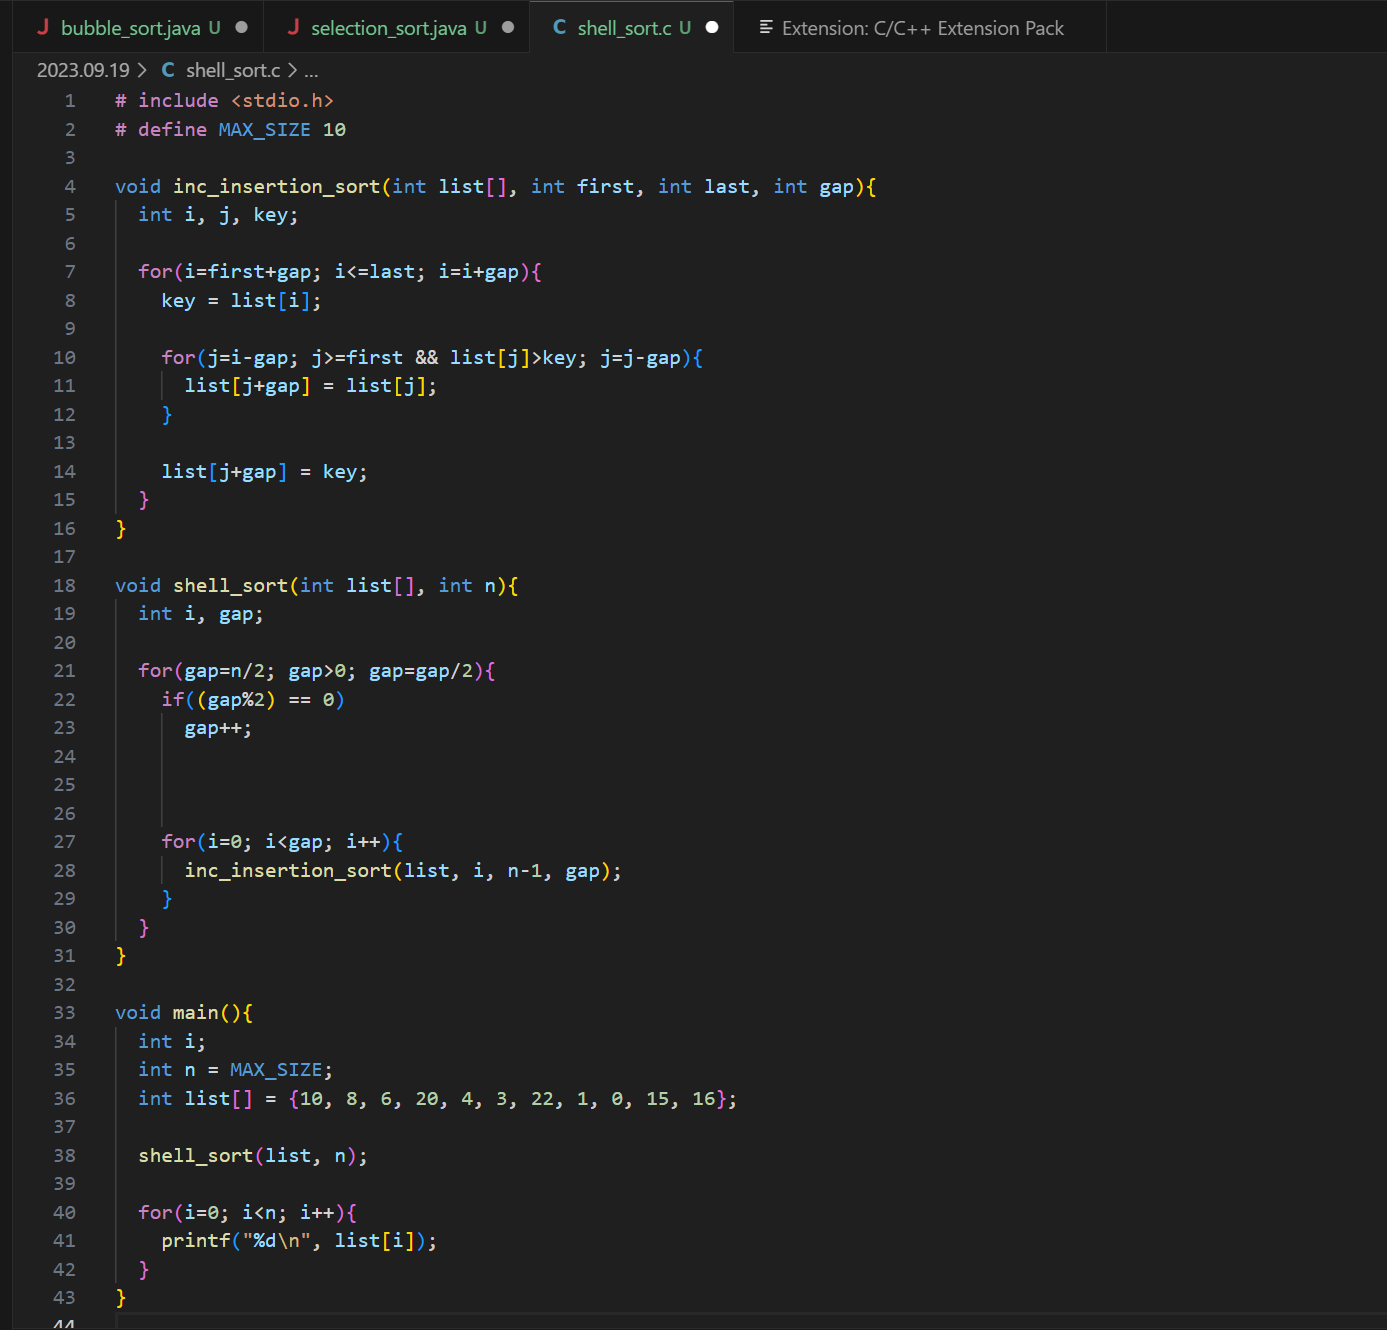 J bubble_sort.java U J selection_sort.java U C shell_sort.c U Extension: C/C++ Extension Pack
2023.09.19 > C shell_sort.c > ...
1 # include <stdio.h>
2 # define MAX_SIZE 10
3
4 void inc_insertion_sort(int list[], int first, int last, int gap){
5 int i, j, key;
6
7 for(i=first+gap; i<=last; i=i+gap){
8 key = list[i];
9
10 for(j=i-gap; j>=first && list[j]>key; j=j-gap){
11 list[j+gap] = list[j];
12 }
13
14 list[j+gap] = key;
15 }
16 }
17
18 void shell_sort(int list[], int n){
19 int i, gap;
20
21 for(gap=n/2; gap>0; gap=gap/2){
22 if((gap%2) == 0)
23 gap++;
24
25
26
27 for(i=0; i<gap; i++){
28 inc_insertion_sort(list, i, n-1, gap);
29 }
30 }
31 }
32
33 void main(){
34 int i;
35 int n = MAX_SIZE;
36 int list[] = {10, 8, 6, 20, 4, 3, 22, 1, 0, 15, 16};
37
38 shell_sort(list, n);
39
40 for(i=0; i<n; i++){
41 printf("%d\n", list[i]);
42 }
43 }
44